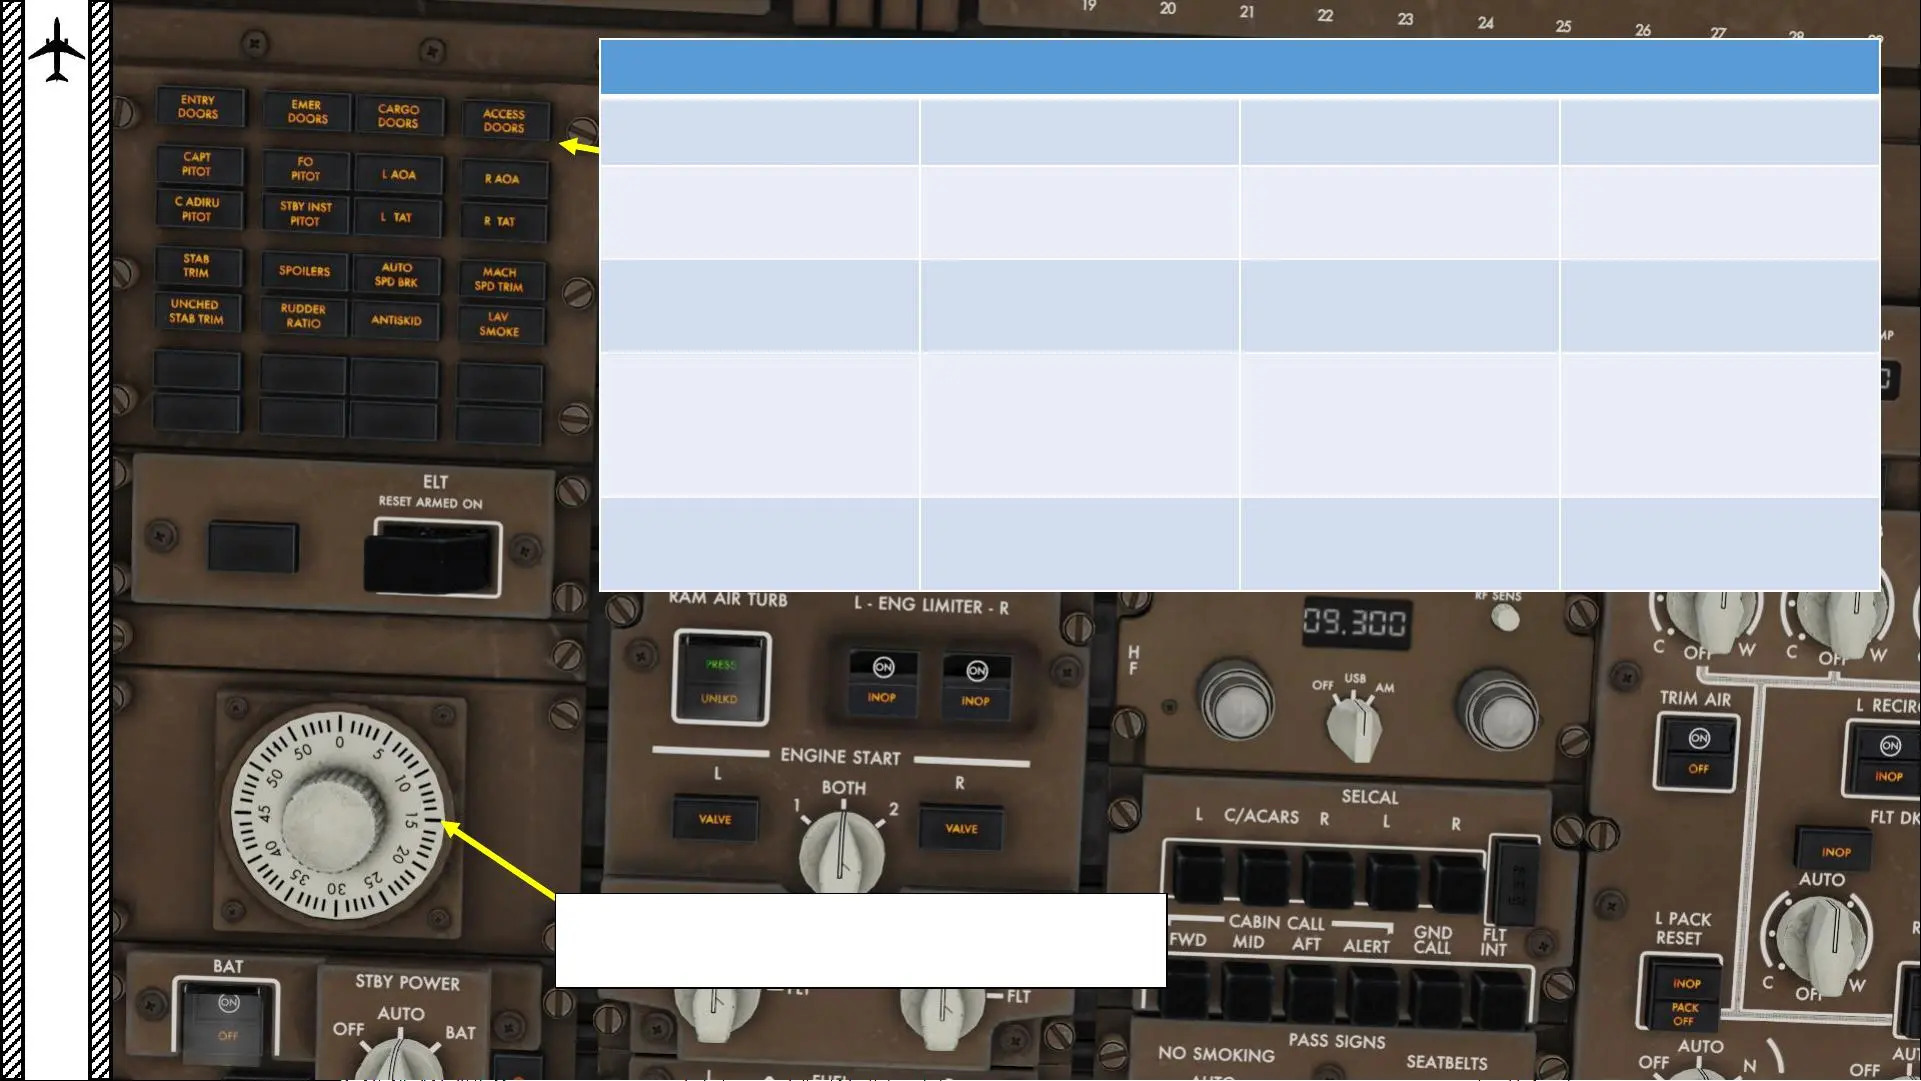 19 20 21 22 23 24 25 26 27 28
ENTRY
DOORS
EMER
DOORS
CARGO
DOORS
ACCESS
DOORS
CAPT
PITOT
FO
PITOT
L AOA
R AOA
C ADIRU
PITOT
STBY INST
PITOT
L TAT
R TAT
STAB
TRIM
SPOILERS
AUTO
SPD BRK
MACH
SPD TRIM
UNCHED
STAB TRIM
RUDDER
RATIO
ANTISKID
LAV
SMOKE
ELT
RESET ARMED ON
0 5 10 15 20 25 30 35 40 45 50 50
BAT
ON
OFF
STBY POWER
AUTO
OFF
BAT
RAM AIR TURB
PRESS
UNLKD
L - ENG LIMITER - R
ON
INOP
ON
INOP
ENGINE START
L
R
VALVE
BOTH
1
2
VALVE
FLT
FLT
L
H
F
09.300
RF SENS
OFF
USB
AM
SELCAL
L C/ACARS R L R
CABIN CALL
FWD MID AFT ALERT
GND
CALL
FLT
INT
PASS SIGNS
NO SMOKING
SEATBELTS
C OFF W
C OFF W
TRIM AIR
ON
OFF
L RECIR
ON
INOP
FLT DK
INOP
AUTO
C OFF W
L PACK
RESET
INOP
PACK
OFF
AUTO
OFF
N
OFF